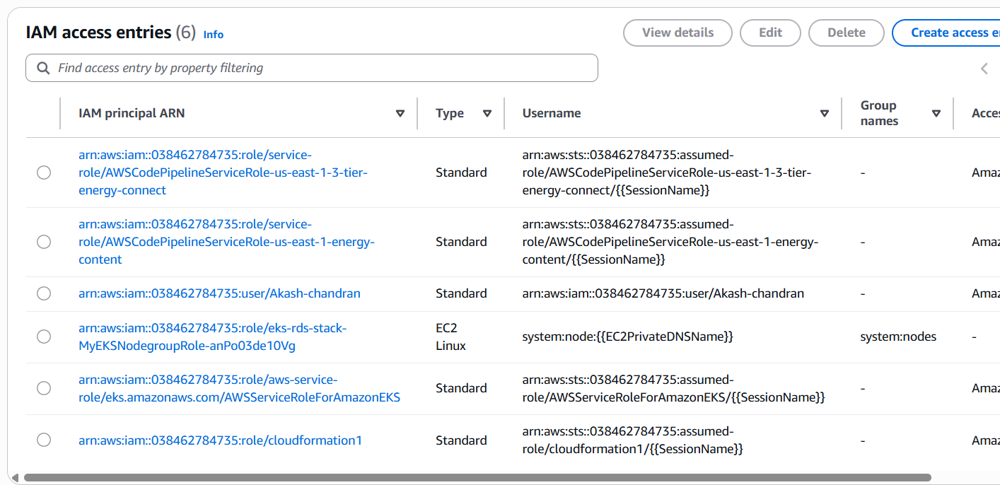 IAM access entries (6) Info
View details
Edit
Delete
Create access e
Find access entry by property filtering
IAM principal ARN
Type
Username
Group
names
Acces
arn:aws:iam::038462784735:role/service-
role/AWSCodePipelineServiceRole-us-east-1-3-tier-
energy-connect
Standard
arn:aws:sts::038462784735:assumed-
role/AWSCodePipelineServiceRole-us-east-1-3-tier-
energy-connect/{{SessionName}}
-
Amaz
arn:aws:iam::038462784735:role/service-
role/AWSCodePipelineServiceRole-us-east-1-energy-
content
Standard
arn:aws:sts::038462784735:assumed-
role/AWSCodePipelineServiceRole-us-east-1-energy-
content/{{SessionName}}
-
Amaz
arn:aws:iam::038462784735:user/Akash-chandran
Standard
arn:aws:iam::038462784735:user/Akash-chandran
-
Amaz
arn:aws:iam::038462784735:role/eks-rds-stack-
MyEKSNodegroupRole-anPo03de10Vg
EC2
Linux
system:node:{{EC2PrivateDNSName}}
system:nodes
-
arn:aws:iam::038462784735:role/aws-service-
role/eks.amazonaws.com/AWSServiceRoleForAmazonEKS
Standard
arn:aws:sts::038462784735:assumed-
role/AWSServiceRoleForAmazonEKS/{{SessionName}}
-
Amaz
arn:aws:iam::038462784735:role/cloudformation1
Standard
arn:aws:sts::038462784735:assumed-
role/cloudformation1/{{SessionName}}
-
Amaz